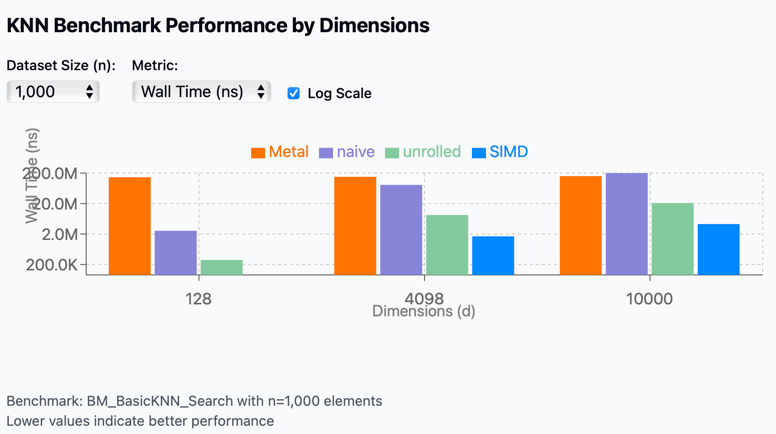 KNN Benchmark Performance by Dimensions
Dataset Size (n): Metric:
1,000 Wall Time (ns) Log Scale
Metal naive unrolled SIMD
Wall Time (ns)
200.0M
20.0M
2.0M
200.0K
128 4098 10000
Dimensions (d)
Benchmark: BM_BasicKNN_Search with n=1,000 elements
Lower values indicate better performance